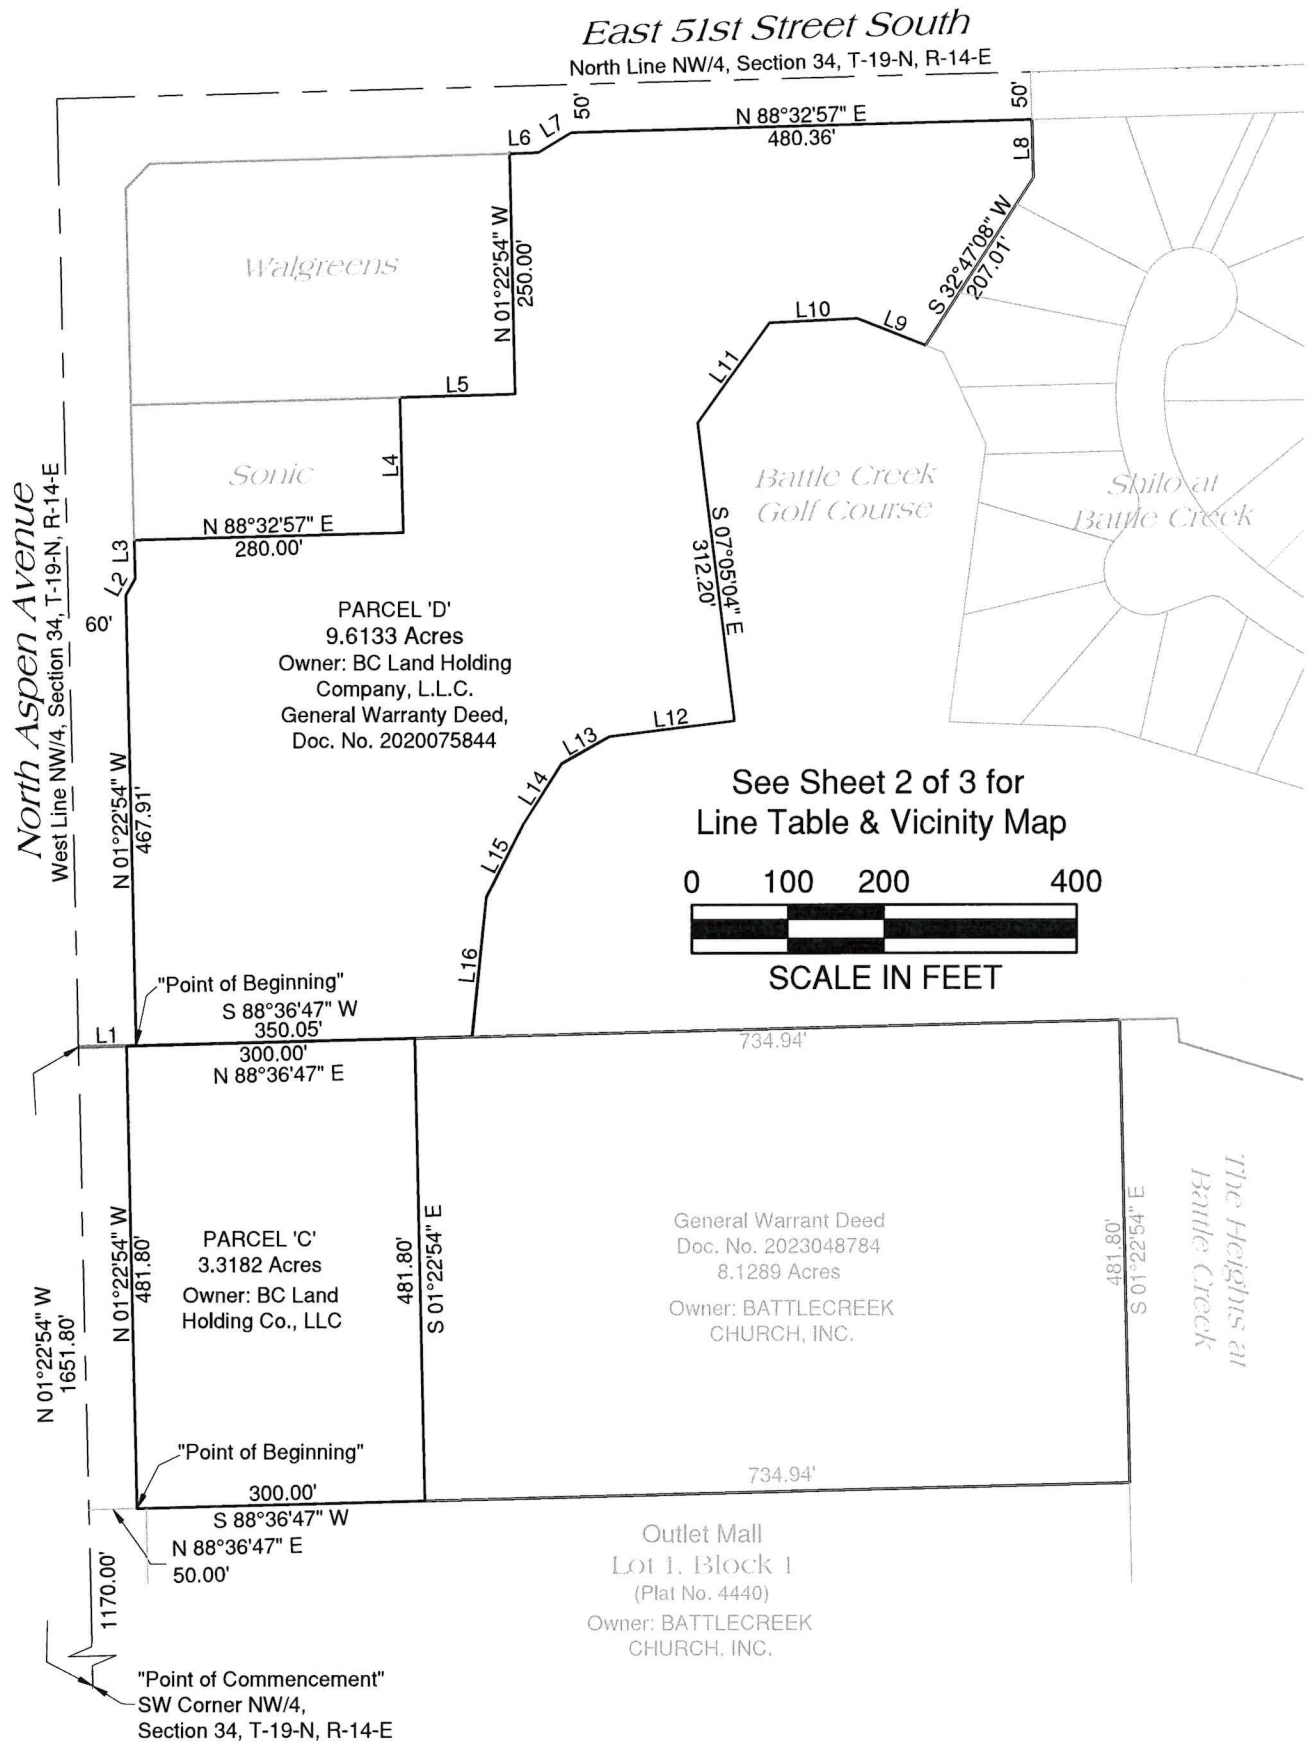 East 51st Street South
North Line NW/4, Section 34, T-19-N, R-14-E
50'
50'
L6
L7
N 88°32'57" E
480.36'
L8
Walgreens
N 01°22'54" W
250.00'
S 32°47'08" W
207.01'
L10
L9
L11
L5
Sonic
L4
Battle Creek
Golf Course
Shilo at
Battle Creek
North Aspen Avenue
West Line NW/4, Section 34, T-19-N, R-14-E
N 88°32'57" E
280.00'
L3
L2
60'
S 07°05'04" E
312.20'
PARCEL 'D'
9.6133 Acres
Owner: BC Land Holding
Company, L.L.C.
General Warranty Deed,
Doc. No. 2020075844
L12
L13
L14
L15
L16
N 01°22'54" W
467.91'
See Sheet 2 of 3 for
Line Table & Vicinity Map
0 100 200 400
SCALE IN FEET
"Point of Beginning"
S 88°36'47" W
350.05'
L1
300.00'
N 88°36'47" E
734.94'
N 01°22'54" W
481.80'
PARCEL 'C'
3.3182 Acres
Owner: BC Land
Holding Co., LLC
481.80'
S 01°22'54" E
General Warrant Deed
Doc. No. 2023048784
8.1289 Acres
Owner: BATTLECREEK
CHURCH, INC.
481.80'
S 01°22'54" E
The Heights at
Battle Creek
N 01°22'54" W
1651.80'
"Point of Beginning"
300.00'
S 88°36'47" W
734.94'
N 88°36'47" E
50.00'
1170.00'
Outlet Mall
Lot 1, Block 1
(Plat No. 4440)
Owner: BATTLECREEK
CHURCH, INC.
"Point of Commencement"
SW Corner NW/4,
Section 34, T-19-N, R-14-E